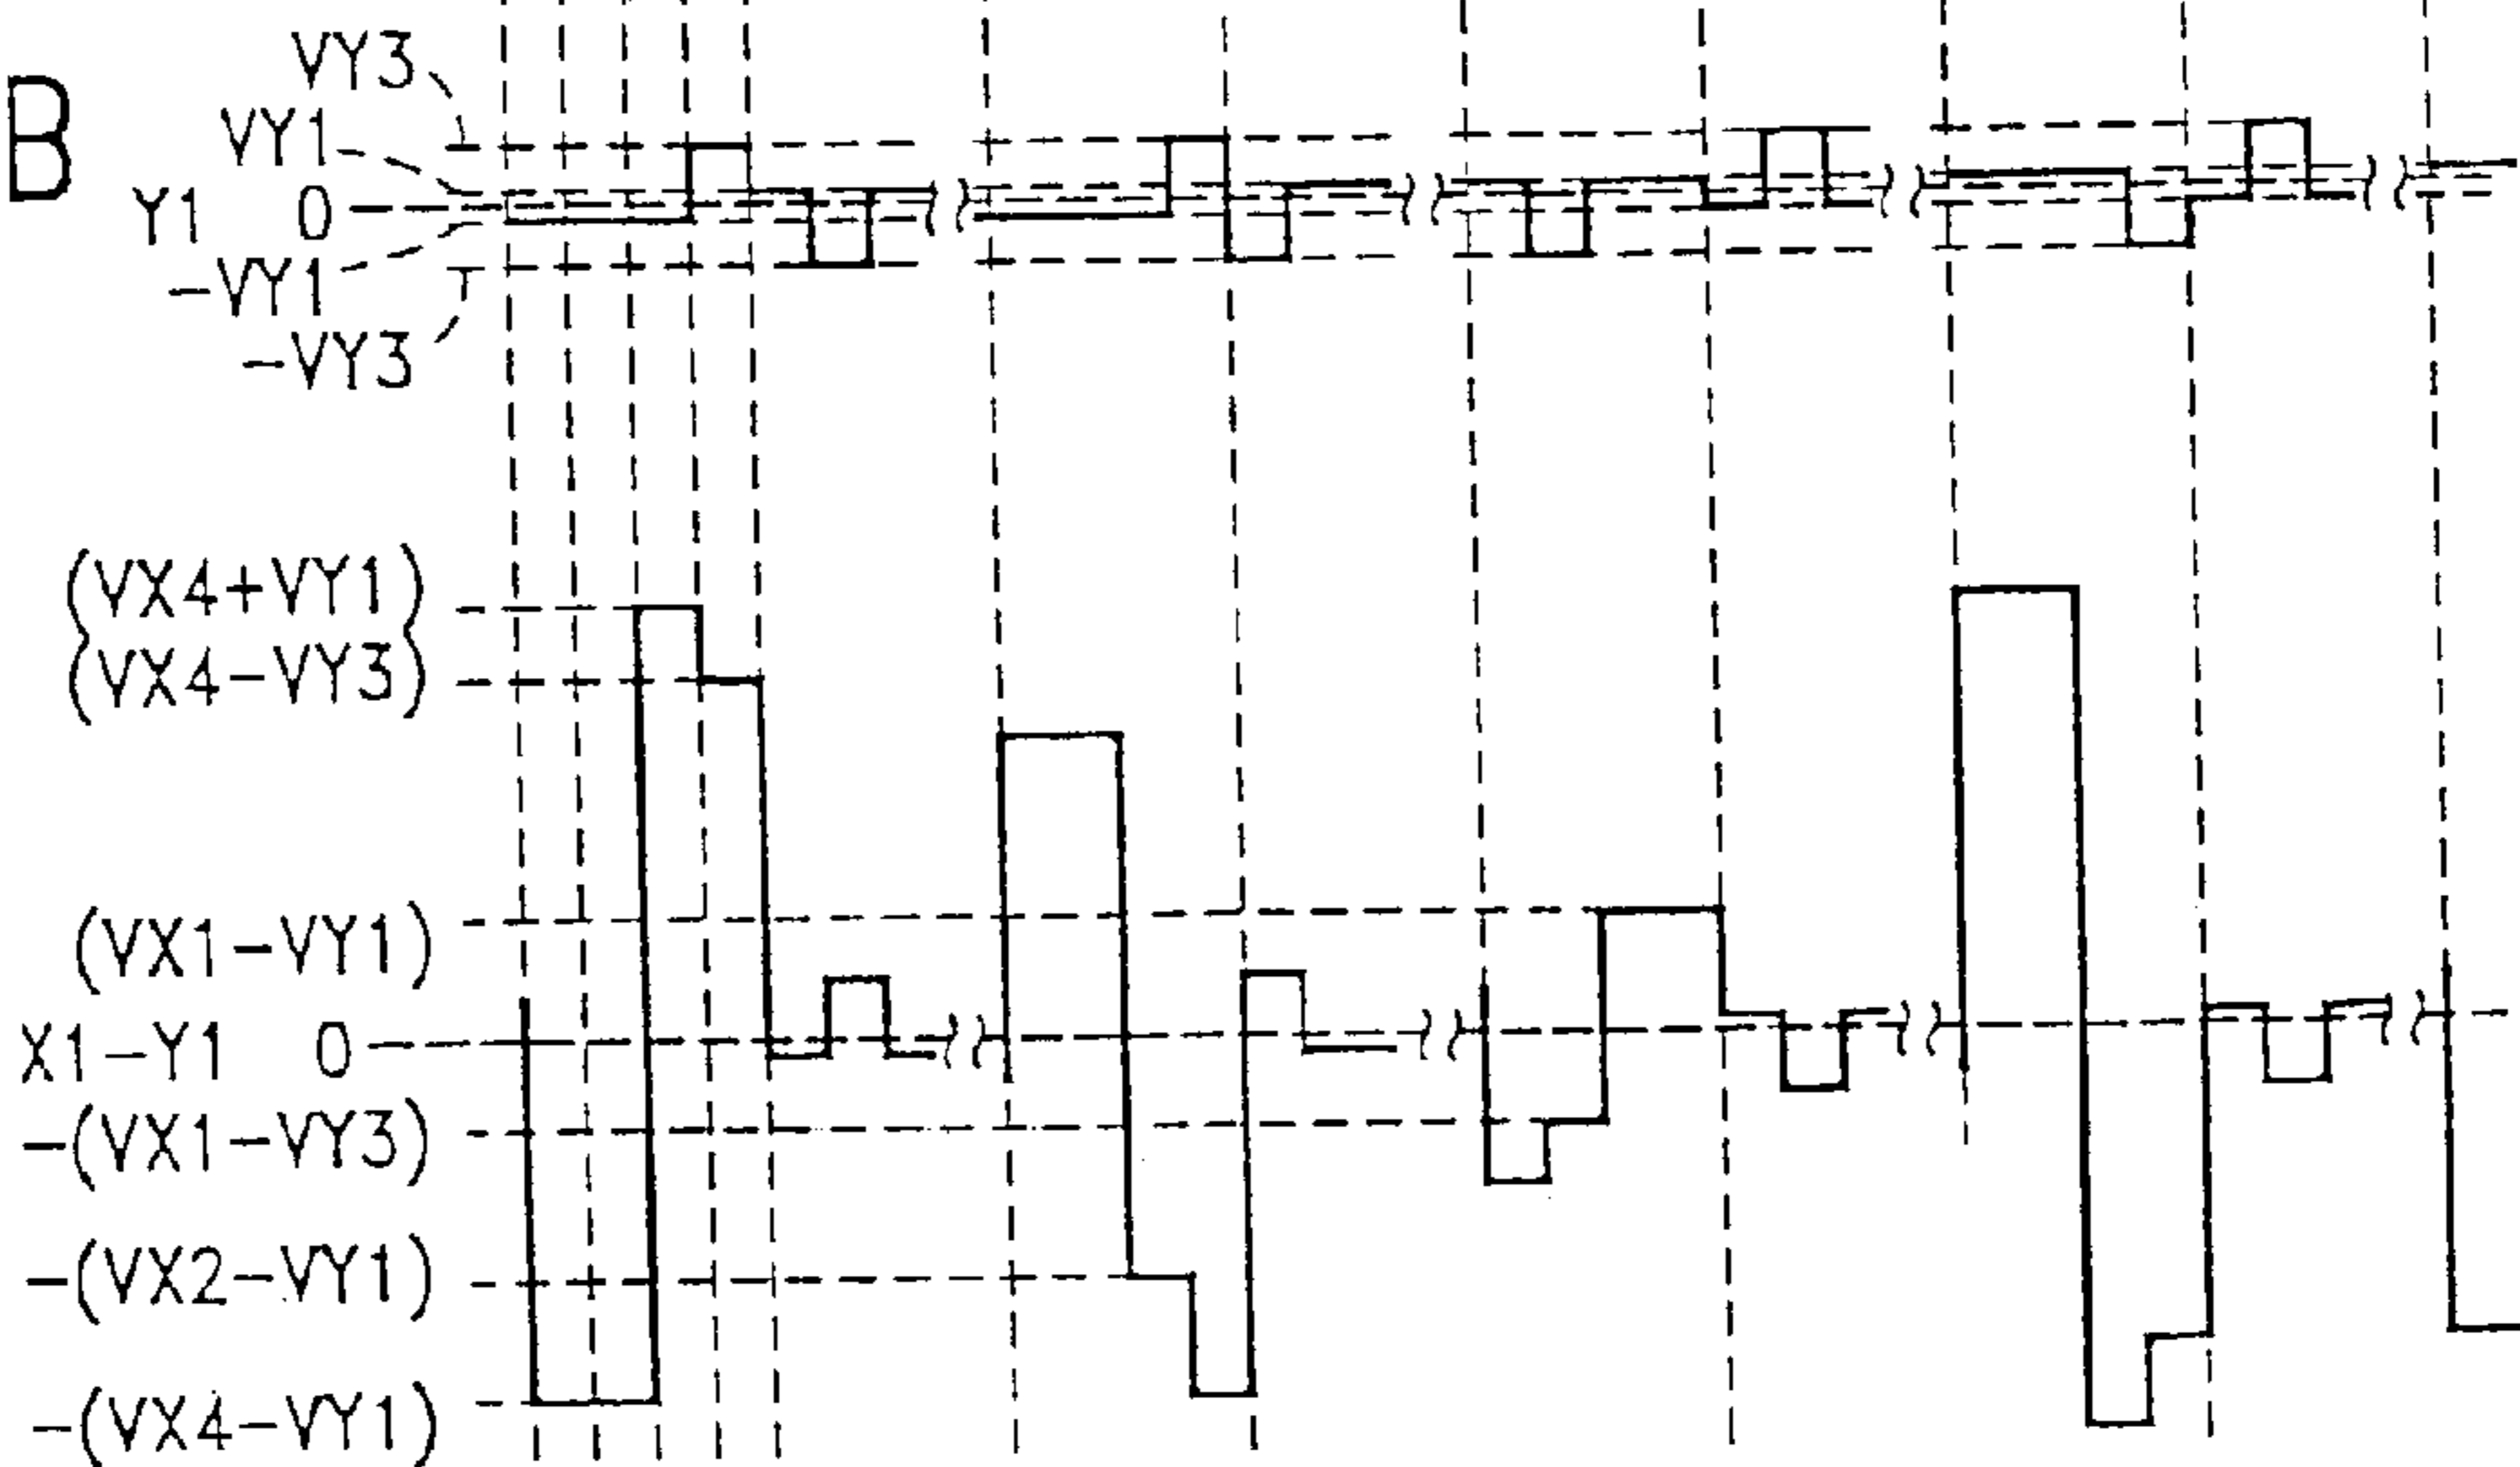 B
VY3
VY1
Y1 0
-VY1
-VY3
(VX4+VY1)
(VX4-VY3)
(VX1-VY1)
X1-Y1 0
-(VX1-VY3)
-(VX2-VY1)
-(VX4-VY1)